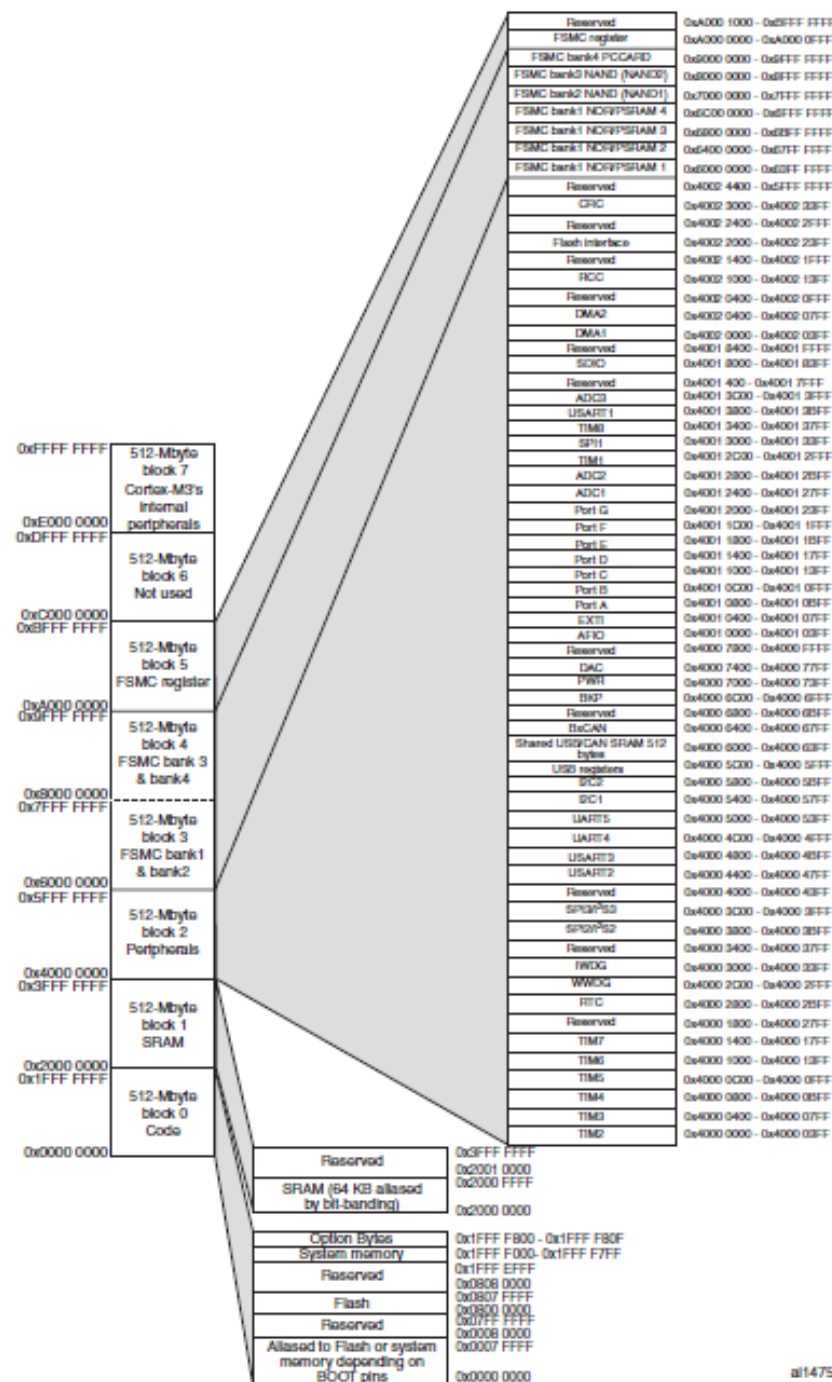 Reserved 0xA000 1000 - 0xBFFF FFFF
FSMC register 0xA000 0000 - 0xA000 0FFF
FSMC bank4 PCCARD 0x9000 0000 - 0x9FFF FFFF
FSMC bank3 NAND (NAND2) 0x8000 0000 - 0x8FFF FFFF
FSMC bank2 NAND (NAND1) 0x7000 0000 - 0x7FFF FFFF
FSMC bank1 NOR/PSRAM 4 0x6C00 0000 - 0x6FFF FFFF
FSMC bank1 NOR/PSRAM 3 0x6800 0000 - 0x6BFF FFFF
FSMC bank1 NOR/PSRAM 2 0x6400 0000 - 0x67FF FFFF
FSMC bank1 NOR/PSRAM 1 0x6000 0000 - 0x63FF FFFF
Reserved 0x4002 4400 - 0x5FFF FFFF
CRC 0x4002 3000 - 0x4002 33FF
Reserved 0x4002 2400 - 0x4002 2FFF
Flash interface 0x4002 2000 - 0x4002 23FF
Reserved 0x4002 1400 - 0x4002 1FFF
RCC 0x4002 1000 - 0x4002 13FF
Reserved 0x4002 0400 - 0x4002 0FFF
DMA2 0x4002 0400 - 0x4002 07FF
DMA1 0x4002 0000 - 0x4002 03FF
Reserved 0x4001 8400 - 0x4001 FFFF
SDIO 0x4001 8000 - 0x4001 83FF
Reserved 0x4001 400 - 0x4001 7FFF
ADC3 0x4001 3C00 - 0x4001 3FFF
USART1 0x4001 3800 - 0x4001 3BFF
TIM8 0x4001 3400 - 0x4001 37FF
SPI1 0x4001 3000 - 0x4001 33FF
TIM1 0x4001 2C00 - 0x4001 2FFF
ADC2 0x4001 2800 - 0x4001 2BFF
ADC1 0x4001 2400 - 0x4001 27FF
Port G 0x4001 2000 - 0x4001 23FF
Port F 0x4001 1C00 - 0x4001 1FFF
Port E 0x4001 1800 - 0x4001 1BFF
Port D 0x4001 1400 - 0x4001 17FF
Port C 0x4001 1000 - 0x4001 13FF
Port B 0x4001 0C00 - 0x4001 0FFF
Port A 0x4001 0800 - 0x4001 0BFF
EXTI 0x4001 0400 - 0x4001 07FF
AFIO 0x4001 0000 - 0x4001 03FF
Reserved 0x4000 7800 - 0x4000 FFFF
DAC 0x4000 7400 - 0x4000 77FF
PWR 0x4000 7000 - 0x4000 73FF
BKP 0x4000 6C00 - 0x4000 6FFF
Reserved 0x4000 6800 - 0x4000 6BFF
BxCAN 0x4000 6400 - 0x4000 67FF
Shared USB/CAN SRAM 512
bytes 0x4000 6000 - 0x4000 63FF
USB registers 0x4000 5C00 - 0x4000 5FFF
I2C2 0x4000 5800 - 0x4000 5BFF
I2C1 0x4000 5400 - 0x4000 57FF
UART5 0x4000 5000 - 0x4000 53FF
UART4 0x4000 4C00 - 0x4000 4FFF
USART3 0x4000 4800 - 0x4000 4BFF
USART2 0x4000 4400 - 0x4000 47FF
Reserved 0x4000 4000 - 0x4000 43FF
SPI3/I²S3 0x4000 3C00 - 0x4000 3FFF
SPI2/I²S2 0x4000 3800 - 0x4000 3BFF
Reserved 0x4000 3400 - 0x4000 37FF
IWDG 0x4000 3000 - 0x4000 33FF
WWDG 0x4000 2C00 - 0x4000 2FFF
RTC 0x4000 2800 - 0x4000 2BFF
Reserved 0x4000 1800 - 0x4000 27FF
TIM7 0x4000 1400 - 0x4000 17FF
TIM6 0x4000 1000 - 0x4000 13FF
TIM5 0x4000 0C00 - 0x4000 0FFF
TIM4 0x4000 0800 - 0x4000 0BFF
TIM3 0x4000 0400 - 0x4000 07FF
TIM2 0x4000 0000 - 0x4000 03FF
0xFFFF FFFF
512-Mbyte
block 7
Cortex-M3's
internal
peripherals
0xE000 0000
0xDFFF FFFF
512-Mbyte
block 6
Not used
0xC000 0000
0xBFFF FFFF
512-Mbyte
block 5
FSMC register
0xA000 0000
0x9FFF FFFF
512-Mbyte
block 4
FSMC bank 3
& bank4
0x8000 0000
0x7FFF FFFF
512-Mbyte
block 3
FSMC bank1
& bank2
0x6000 0000
0x5FFF FFFF
512-Mbyte
block 2
Peripherals
0x4000 0000
0x3FFF FFFF
512-Mbyte
block 1
SRAM
0x2000 0000
0x1FFF FFFF
512-Mbyte
block 0
Code
0x0000 0000
0x3FFF FFFF
Reserved
0x2001 0000
0x2000 FFFF
SRAM (64 KB aliased
by bit-banding)
0x2000 0000
Option Bytes 0x1FFF F800 - 0x1FFF F80F
System memory 0x1FFF F000- 0x1FFF F7FF
0x1FFF EFFF
Reserved
0x0808 0000
0x0807 FFFF
Flash
0x0800 0000
0x07FF FFFF
Reserved
0x0008 0000
0x0007 FFFF
Aliased to Flash or system
memory depending on
BOOT pins
0x0000 0000
ai1475